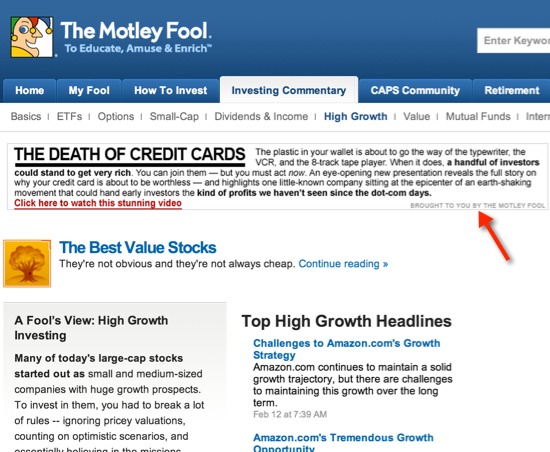 The Motley Fool.
To Educate, Amuse & Enrich™
Home My Fool How To Invest Investing Commentary CAPS Community Retirement
Basics | ETFs | Options | Small-Cap | Dividends & Income | High Growth | Value | Mutual Funds |
THE DEATH OF CREDIT CARDS The plastic in your wallet is about to go the way of the typewriter, the
VCR, and the 8-track tape player. When it does, a handful of investors
could stand to get very rich. You can join them — but you must act now. An eye-opening new presentation reveals the full story on
why your credit card is about to be worthless — and highlights one little-known company sitting at the epicenter of an earth-shaking
movement that could hand early investors the kind of profits we haven't seen since the dot-com days.
Click here to watch this stunning video
BROUGHT TO YOU BY THE MOTLEY FOOL
The Best Value Stocks
They're not obvious and they're not always cheap. Continue reading »
A Fool's View: High Growth
Investing
Many of today's large-cap stocks
started out as small and medium-sized
companies with huge growth prospects.
To invest in them, you had to break a lot
of rules -- ignoring pricey valuations,
counting on optimistic scenarios, and
essentially believing in the missions
Top High Growth Headlines
Challenges to Amazon.com's Growth
Strategy
Amazon.com continues to maintain a solid
growth trajectory, but there are challenges
to maintaining this growth over the long
term.
Feb 12 at 7:39 AM
Amazon.com's Tremendous Growth
Opportunity
Enter